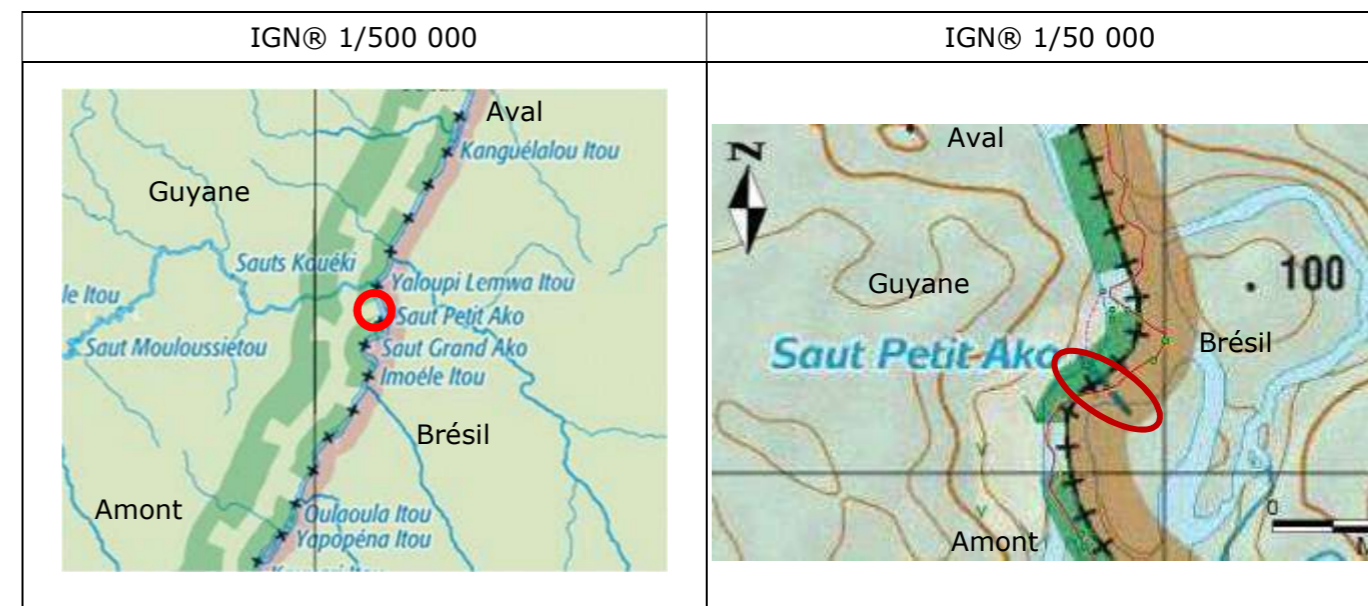 IGN® 1/500 000
IGN® 1/50 000
Aval
Kanguélalou Itou
Guyane
Sauts Kouéki
Yaloupi Lemwa Itou
le Itou
Saut Petit Ako
Saut Mouloussietou
Saut Grand Ako
Imoéle Itou
Brésil
Amont
Oulaoula Itou
Yapopéna Itou
Aval
N
Guyane
100
Brésil
Saut Petit Ako
Amont
0